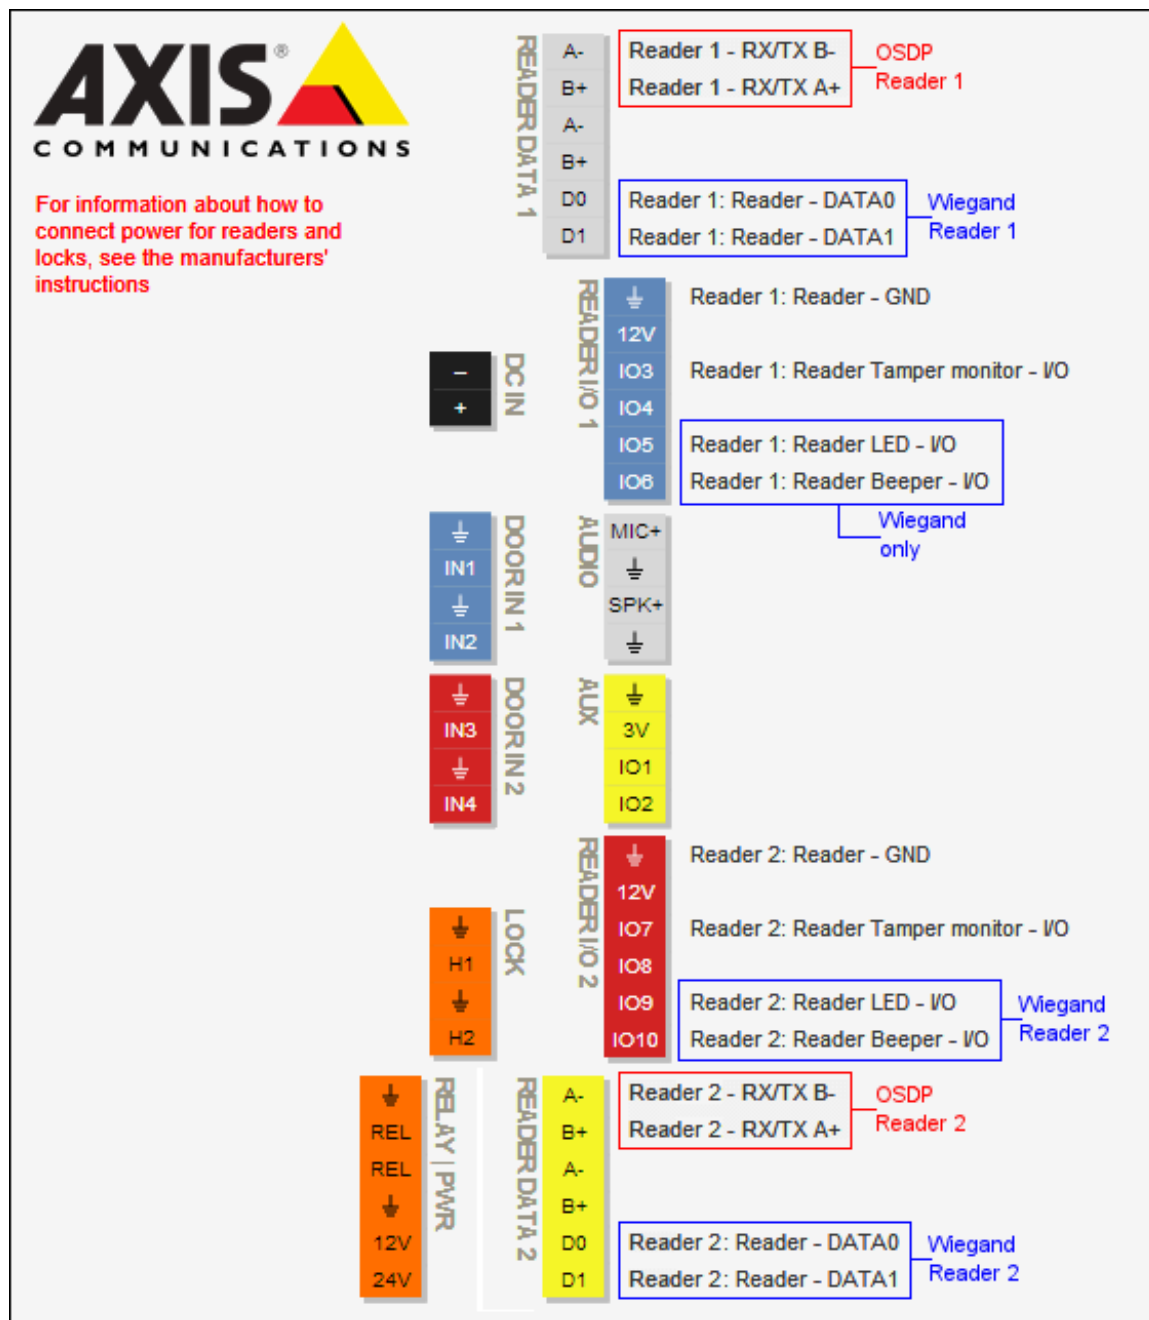 AXIS®
COMMUNICATIONS
For information about how to
connect power for readers and
locks, see the manufacturers'
instructions
READER DATA 1
A-
B+
A-
B+
D0
D1
Reader 1 - RX/TX B-
Reader 1 - RX/TX A+
OSDP
Reader 1
Reader 1: Reader - DATA0
Reader 1: Reader - DATA1
Wiegand
Reader 1
READER I/O 1
12V
IO3
IO4
IO5
IO6
Reader 1: Reader - GND
Reader 1: Reader Tamper monitor - I/O
Reader 1: Reader LED - I/O
Reader 1: Reader Beeper - I/O
Wiegand
only
–
+
DC IN
IN1
IN2
DOOR IN 1
AUDIO
MIC+
SPK+
IN3
IN4
DOOR IN 2
AUX
3V
IO1
IO2
READER I/O 2
12V
IO7
IO8
IO9
IO10
Reader 2: Reader - GND
Reader 2: Reader Tamper monitor - I/O
Reader 2: Reader LED - I/O
Reader 2: Reader Beeper - I/O
Wiegand
Reader 2
H1
H2
LOCK
REL
REL
12V
24V
RELAY | PWR
READER DATA 2
A-
B+
A-
B+
D0
D1
Reader 2 - RX/TX B-
Reader 2 - RX/TX A+
OSDP
Reader 2
Reader 2: Reader - DATA0
Reader 2: Reader - DATA1
Wiegand
Reader 2